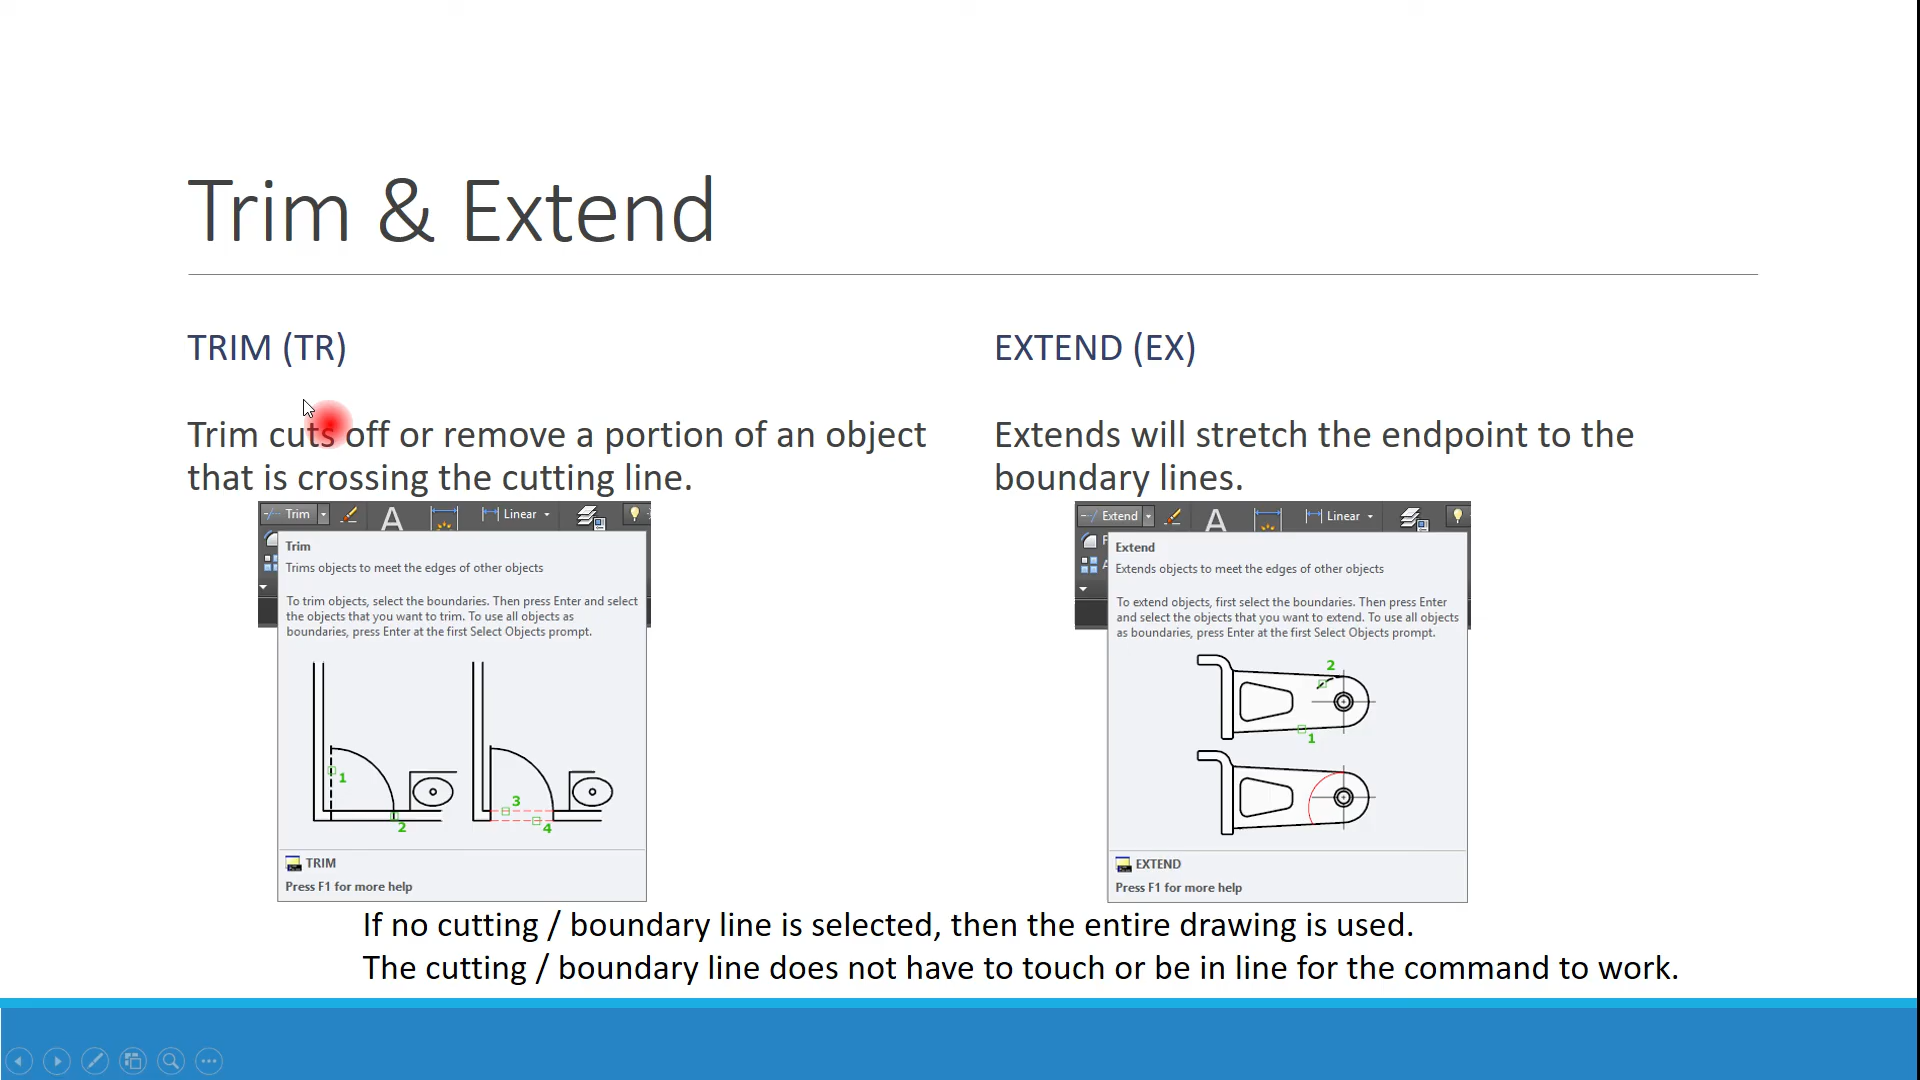 Trim & Extend
TRIM (TR)
Trim cuts off or remove a portion of an object
that is crossing the cutting line.
Trim
A
Linear
Trim
Trims objects to meet the edges of other objects
To trim objects, select the boundaries. Then press Enter and select
the objects that you want to trim. To use all objects as
boundaries, press Enter at the first Select Objects prompt.
1
2
3
4
TRIM
Press F1 for more help
EXTEND (EX)
Extends will stretch the endpoint to the
boundary lines.
Extend
A
Linear
F
A
Extend
Extends objects to meet the edges of other objects
To extend objects, first select the boundaries. Then press Enter
and select the objects that you want to extend. To use all objects
as boundaries, press Enter at the first Select Objects prompt.
2
1
EXTEND
Press F1 for more help
If no cutting / boundary line is selected, then the entire drawing is used.
The cutting / boundary line does not have to touch or be in line for the command to work.